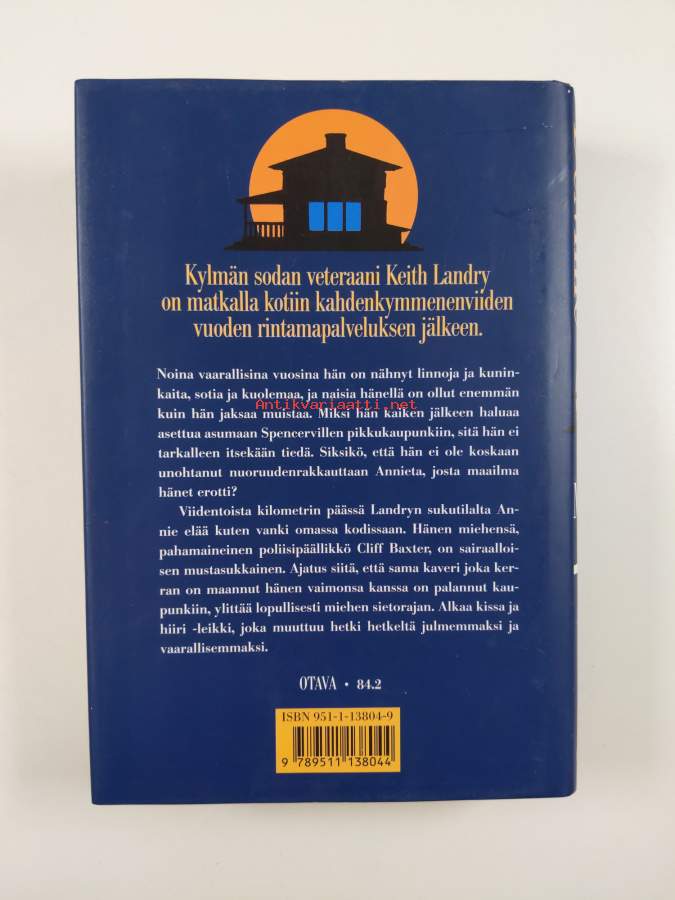 Kylmän sodan veteraani Keith Landry
on matkalla kotiin kahdenkymmenenviiden
vuoden rintamapalveluksen jälkeen.
Noina vaarallisina vuosina hän on nähnyt linnoja ja kunin-
kaita, sotia ja kuolemaa, ja naisia hänellä on ollut enemmän
Antikvariaatti.net
kuin hän jaksaa muistaa. Miksi hän kaiken jälkeen haluaa
asettua asumaan Spencervillen pikkukaupunkiin, sitä hän ei
tarkalleen itsekään tiedä. Siksikö, että hän ei ole koskaan
unohtanut nuoruudenrakkauttaan Annieta, josta maailma
hänet erotti?
Viidentoista kilometrin päässä Landryn sukutilalta An-
nie elää kuten vanki omassa kodissaan. Hänen miehensä,
pahamaineinen poliisipäällikkö Cliff Baxter, on sairaalloi-
sen mustasukkainen. Ajatus siitä, että sama kaveri joka ker-
ran on maannut hänen vaimonsa kanssa on palannut kau-
punkiin, ylittää lopullisesti miehen sietorajan. Alkaa kissa ja
hiiri -leikki, joka muuttuu hetki hetkeltä julmemmaksi ja
vaarallisemmaksi.
OTAVA • 84.2
ISBN 951-1-13804-9
9 789511 138044